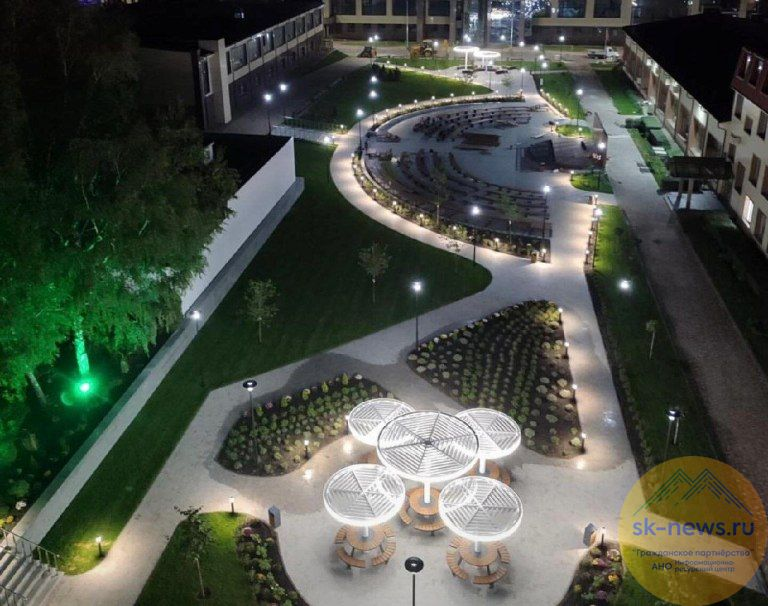 sk-news.ru
"Гражданское партнёрство"
АНО Информационно-
ресурсный центр